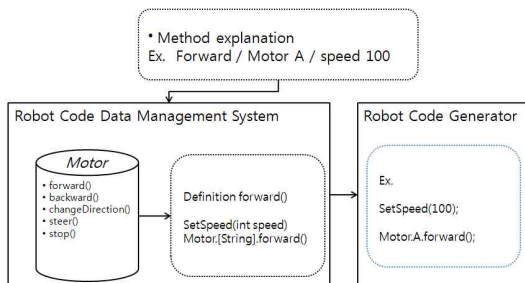 • Method explanation
Ex. Forward / Motor A / speed 100
Robot Code Data Management System
Motor
• forward()
• backward()
• changeDirection()
• steer()
• stop()
Definition forward()
SetSpeed(int speed)
Motor.[String].forward()
Robot Code Generator
Ex.
SetSpeed(100);
Motor.A.forward();